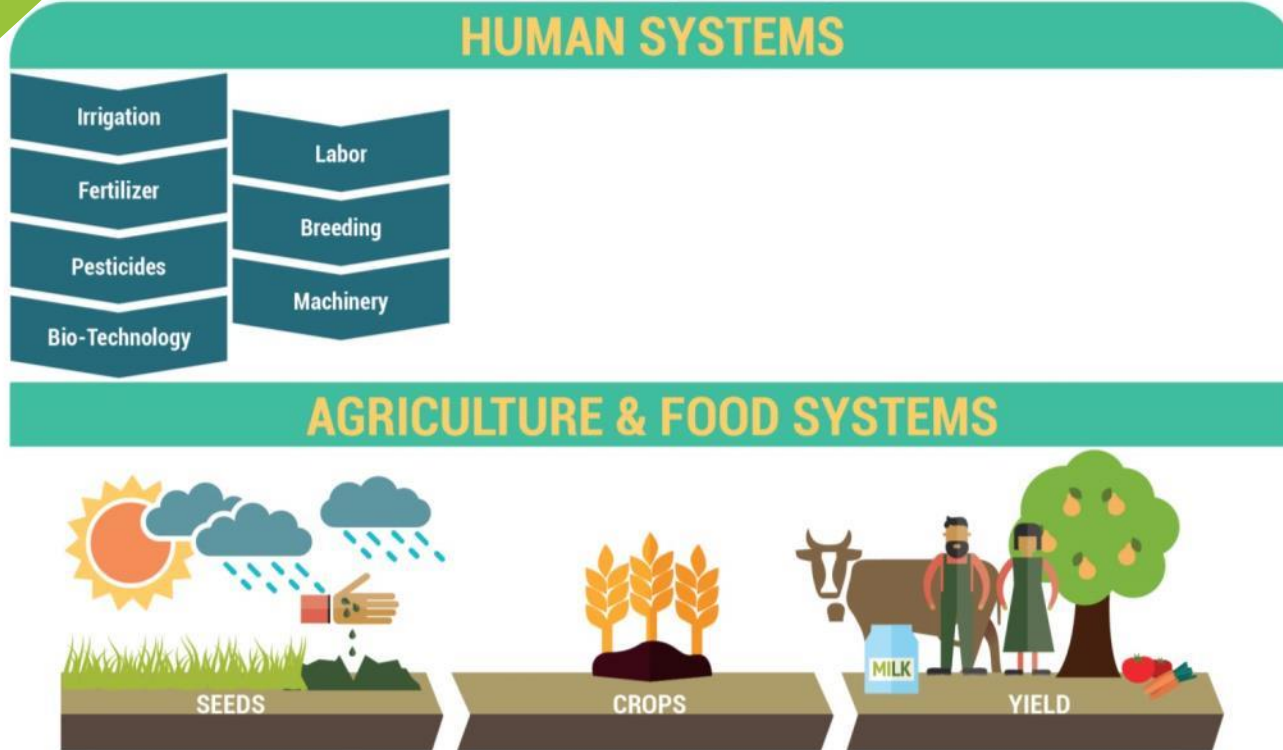 HUMAN SYSTEMS
Irrigation
Fertilizer
Pesticides
Bio-Technology
Labor
Breeding
Machinery
AGRICULTURE & FOOD SYSTEMS
MILK
SEEDS
CROPS
YIELD